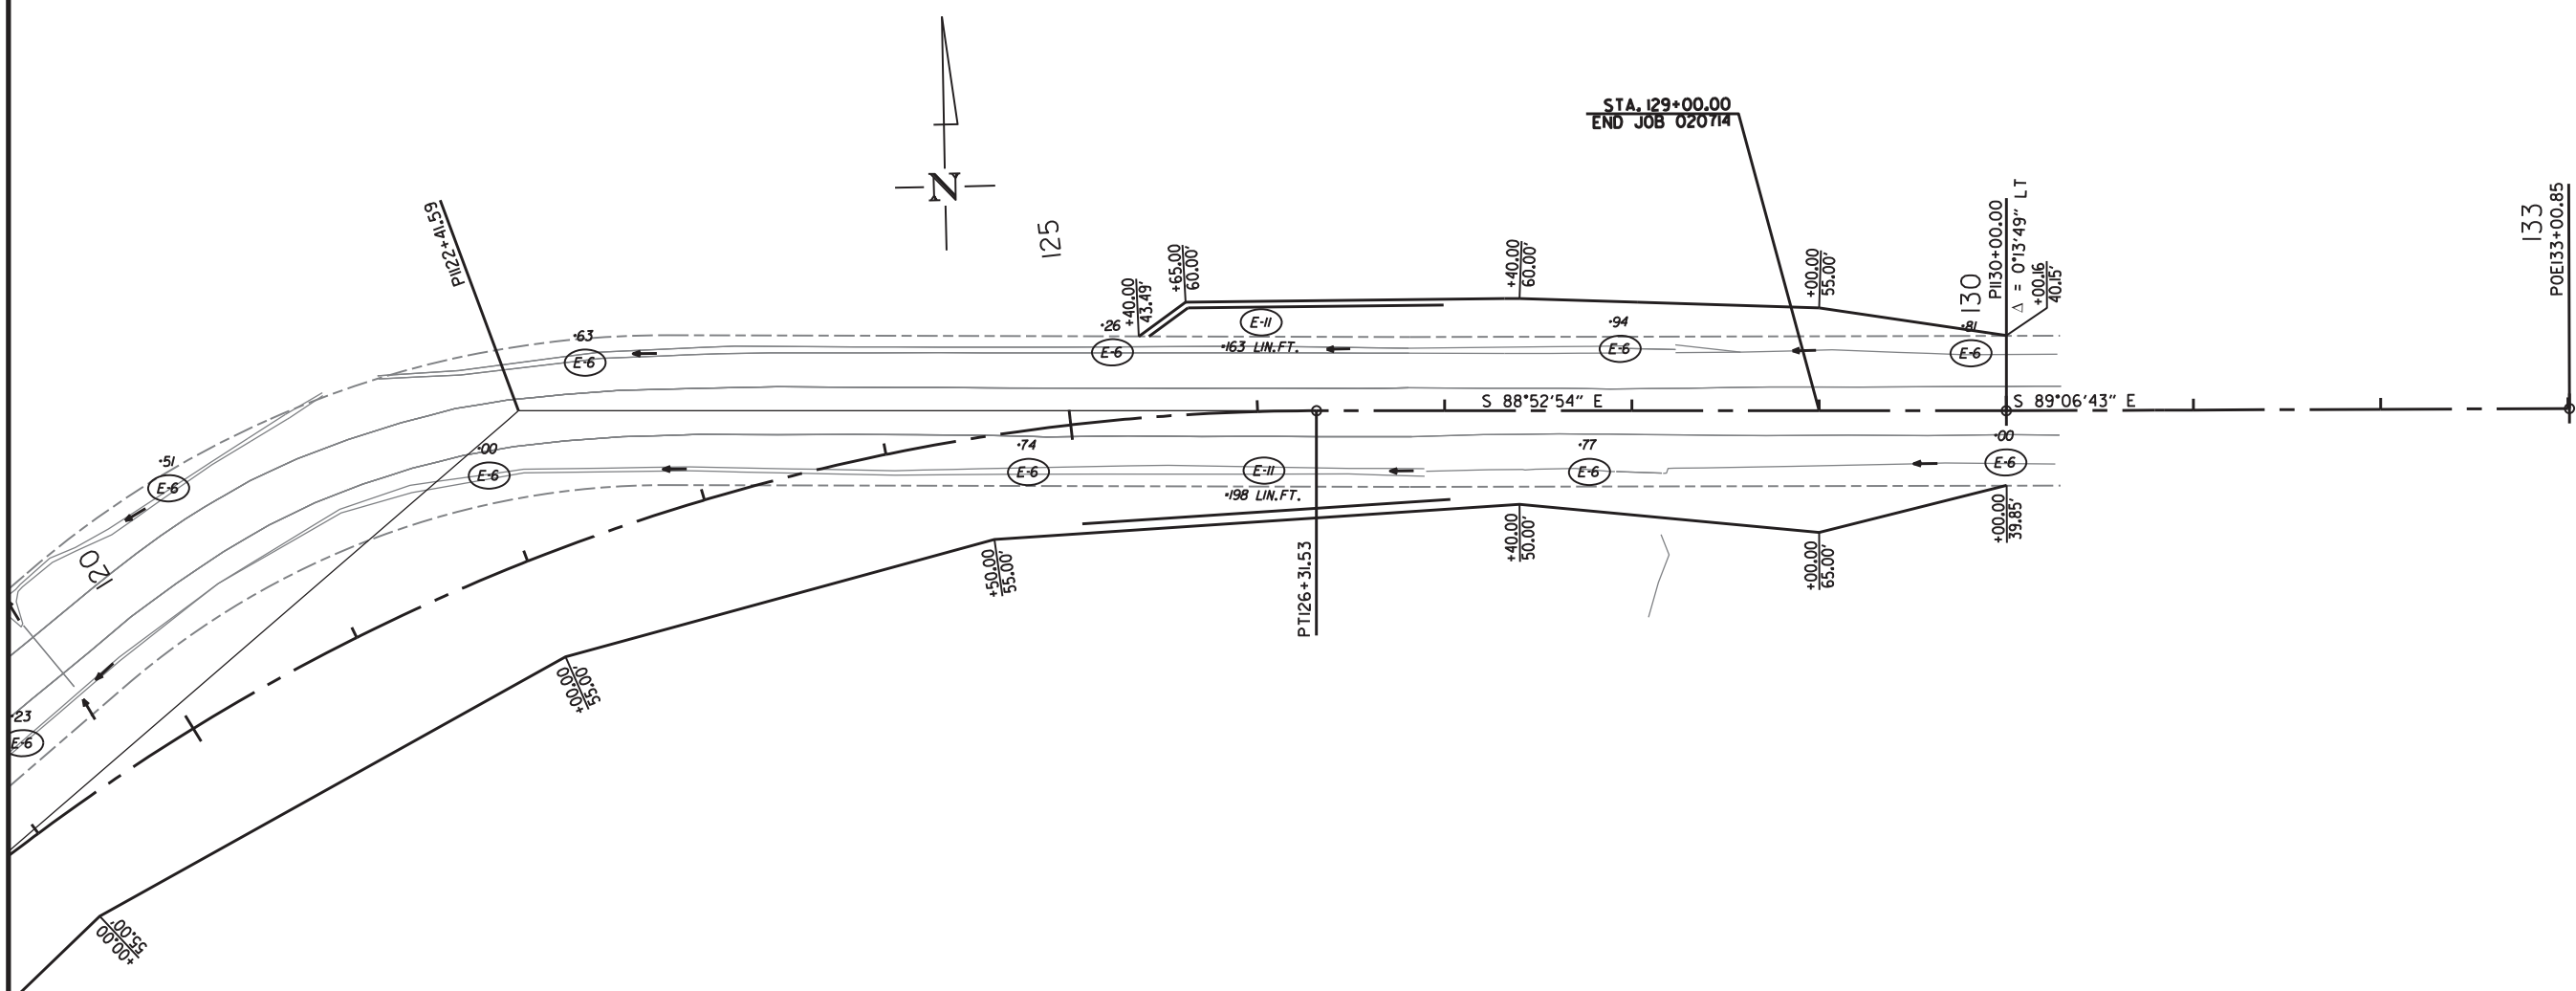 STA. 129+00.00
END JOB 020714
N
125
PI122+41.59
+40.00
43.49'
+65.00
60.00'
+40.00
60.00'
+00.00
55.00'
130
PI130+00.00
Δ = 0°13'49" LT
+00.16
40.15'
133
POE133+00.85
·63
E-6
·26
E-6
E-11
·163 LIN.FT.
·94
E-6
·81
E-6
S 88°52'54" E
S 89°06'43" E
·51
E-6
·00
E-6
·74
E-6
E-11
·198 LIN.FT.
·77
E-6
·00
E-6
120
+50.00
55.00'
PT126+31.53
+40.00
50.00'
+00.00
65.00'
+00.00
39.85'
+00.00
55.00'
·23
E-6
+00.00
55.00'